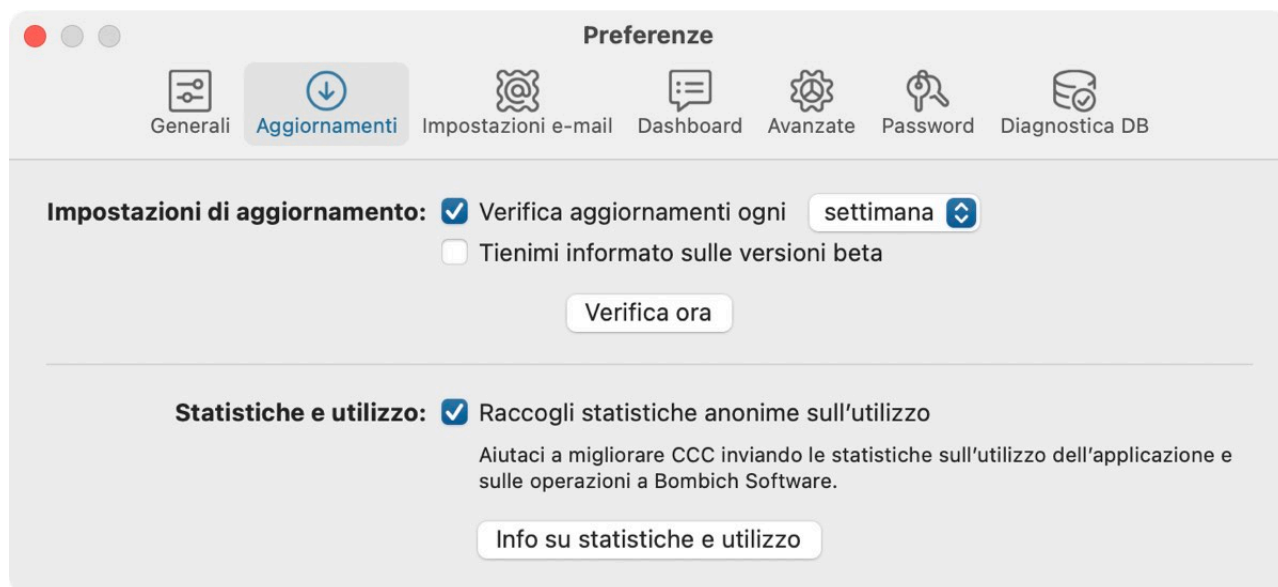 Preferenze
Generali Aggiornamenti Impostazioni e-mail Dashboard Avanzate Password Diagnostica DB
Impostazioni di aggiornamento: Verifica aggiornamenti ogni settimana
Tienimi informato sulle versioni beta
Verifica ora
Statistiche e utilizzo: Raccogli statistiche anonime sull’utilizzo
Aiutaci a migliorare CCC inviando le statistiche sull’utilizzo dell’applicazione e
sulle operazioni a Bombich Software.
Info su statistiche e utilizzo